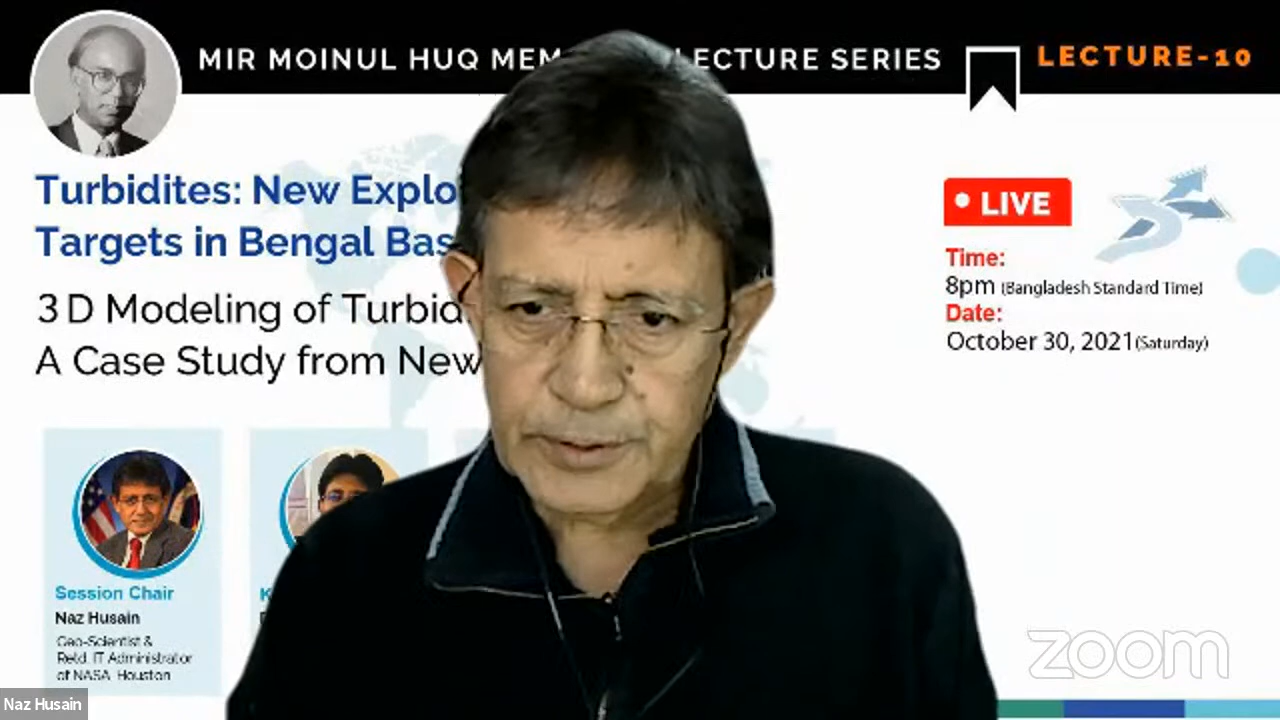 MIR MOINUL HUQ MEM LECTURE SERIES
LECTURE-10
Turbidites: New Explo
Targets in Bengal Bas
3D Modeling of Turbid
A Case Study from New
LIVE
Time:
8pm (Bangladesh Standard Time)
Date:
October 30, 2021(Saturday)
Session Chair
Naz Husain
Geo-Scientist &
Retd. IT Administrator
of NASA, Houston
K
zoom
Naz Husain